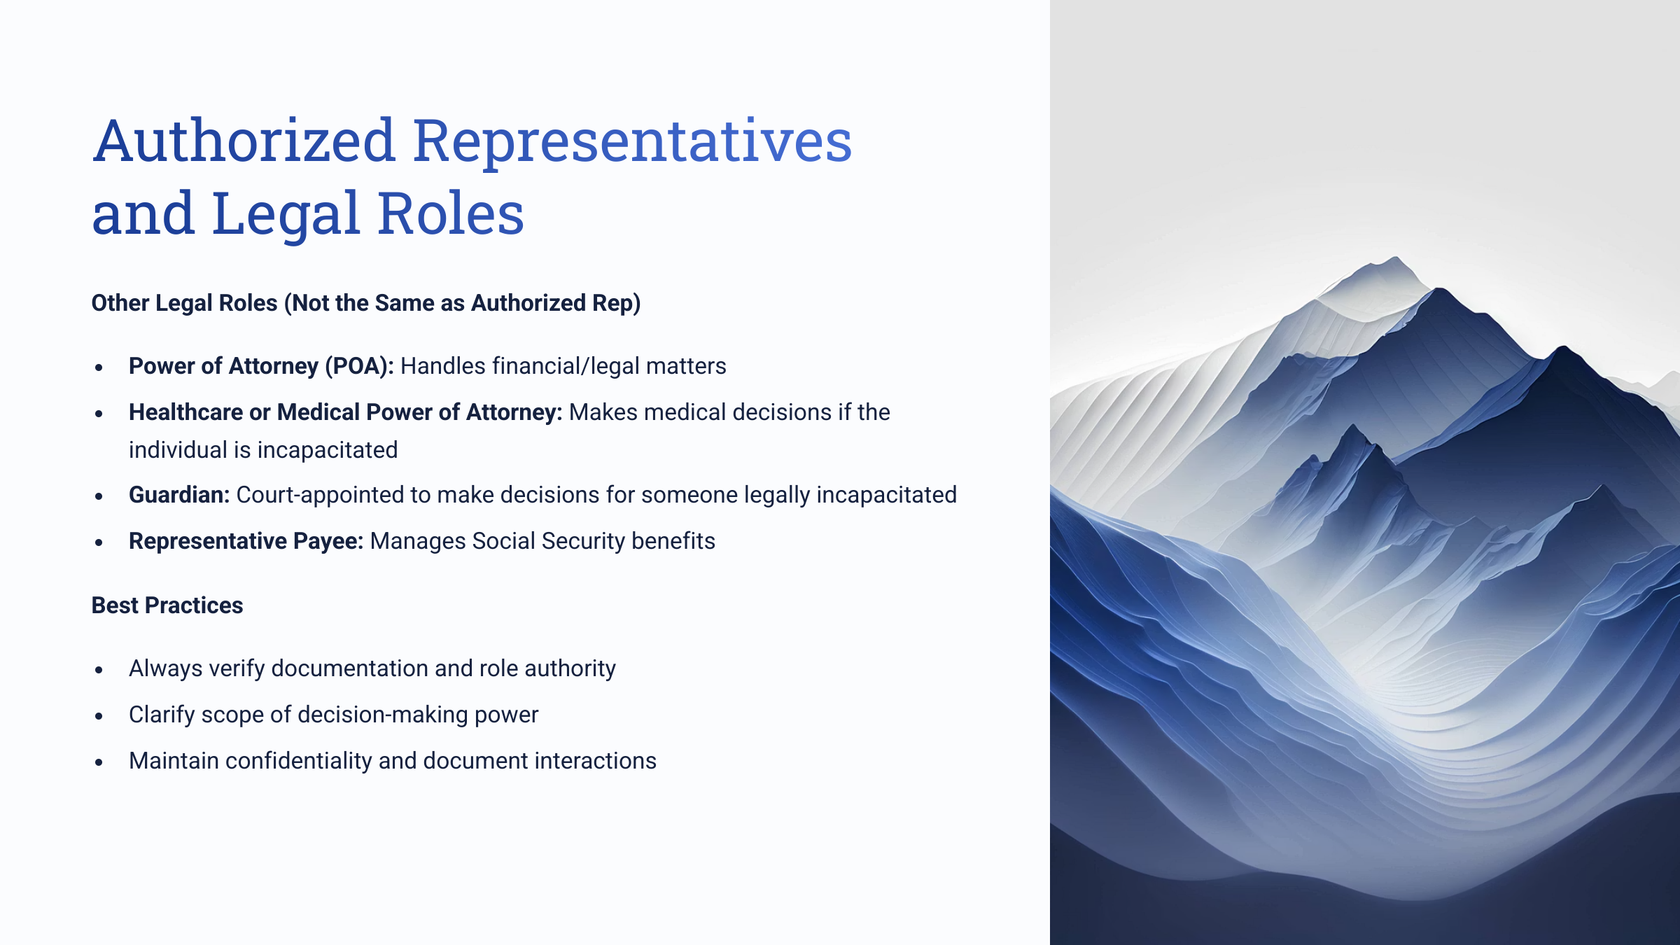 Authorized Representatives
and Legal Roles
Other Legal Roles (Not the Same as Authorized Rep)
• Power of Attorney (POA): Handles financial/legal matters
• Healthcare or Medical Power of Attorney: Makes medical decisions if the
individual is incapacitated
• Guardian: Court-appointed to make decisions for someone legally incapacitated
• Representative Payee: Manages Social Security benefits
Best Practices
• Always verify documentation and role authority
• Clarify scope of decision-making power
• Maintain confidentiality and document interactions